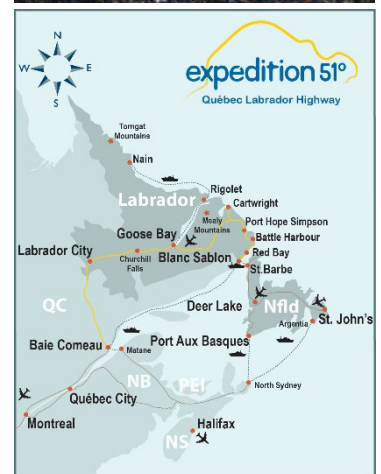 N
W E
S
expedition 51°
Québec Labrador Highway
Torngat
Mountains
Nain
Rigolet
Labrador
Cartwright
Mealy
Mountains
Goose Bay
Port Hope Simpson
Battle Harbour
Labrador City
Churchill
Falls
Blanc Sablon
Red Bay
St.Barbe
QC
Deer Lake
Nfld
St. John's
Argentia
Baie Comeau
Matane
Port Aux Basques
NB
PEI
North Sydney
Québec City
Montreal
Halifax
NS